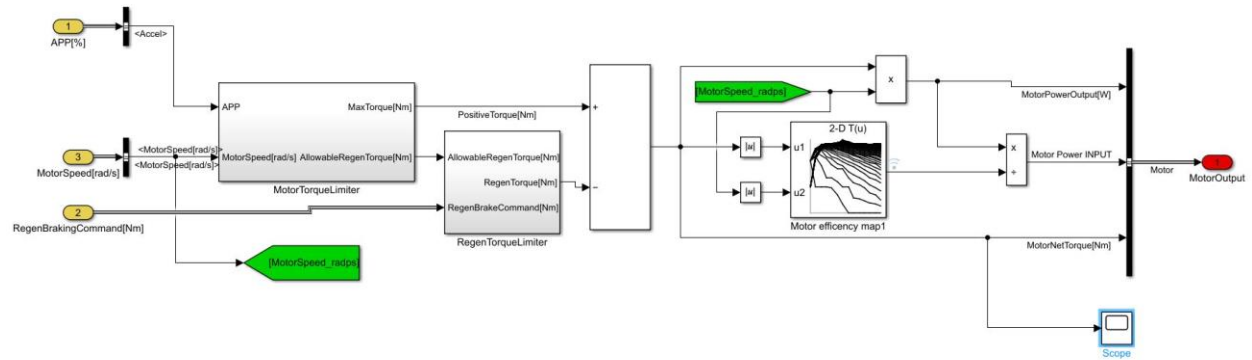 1
APP[%]
<Accel>
3
MotorSpeed[rad/s]
<MotorSpeed[rad/s]>
<MotorSpeed[rad/s]>
2
RegenBrakingCommand[Nm]
[MotorSpeed_radps]
APP
MaxTorque[Nm]
MotorSpeed[rad/s]
AllowableRegenTorque[Nm]
MotorTorqueLimiter
PositiveTorque[Nm]
AllowableRegenTorque[Nm]
RegenTorque[Nm]
RegenBrakeCommand[Nm]
RegenTorqueLimiter
+
−
[MotorSpeed_radps]
x
|u|
|u|
2-D T(u)
u1
u2
Motor efficency map1
MotorPowerOutput[W]
x
÷
Motor Power INPUT
MotorNetTorque[Nm]
Motor
1
MotorOutput
Scope